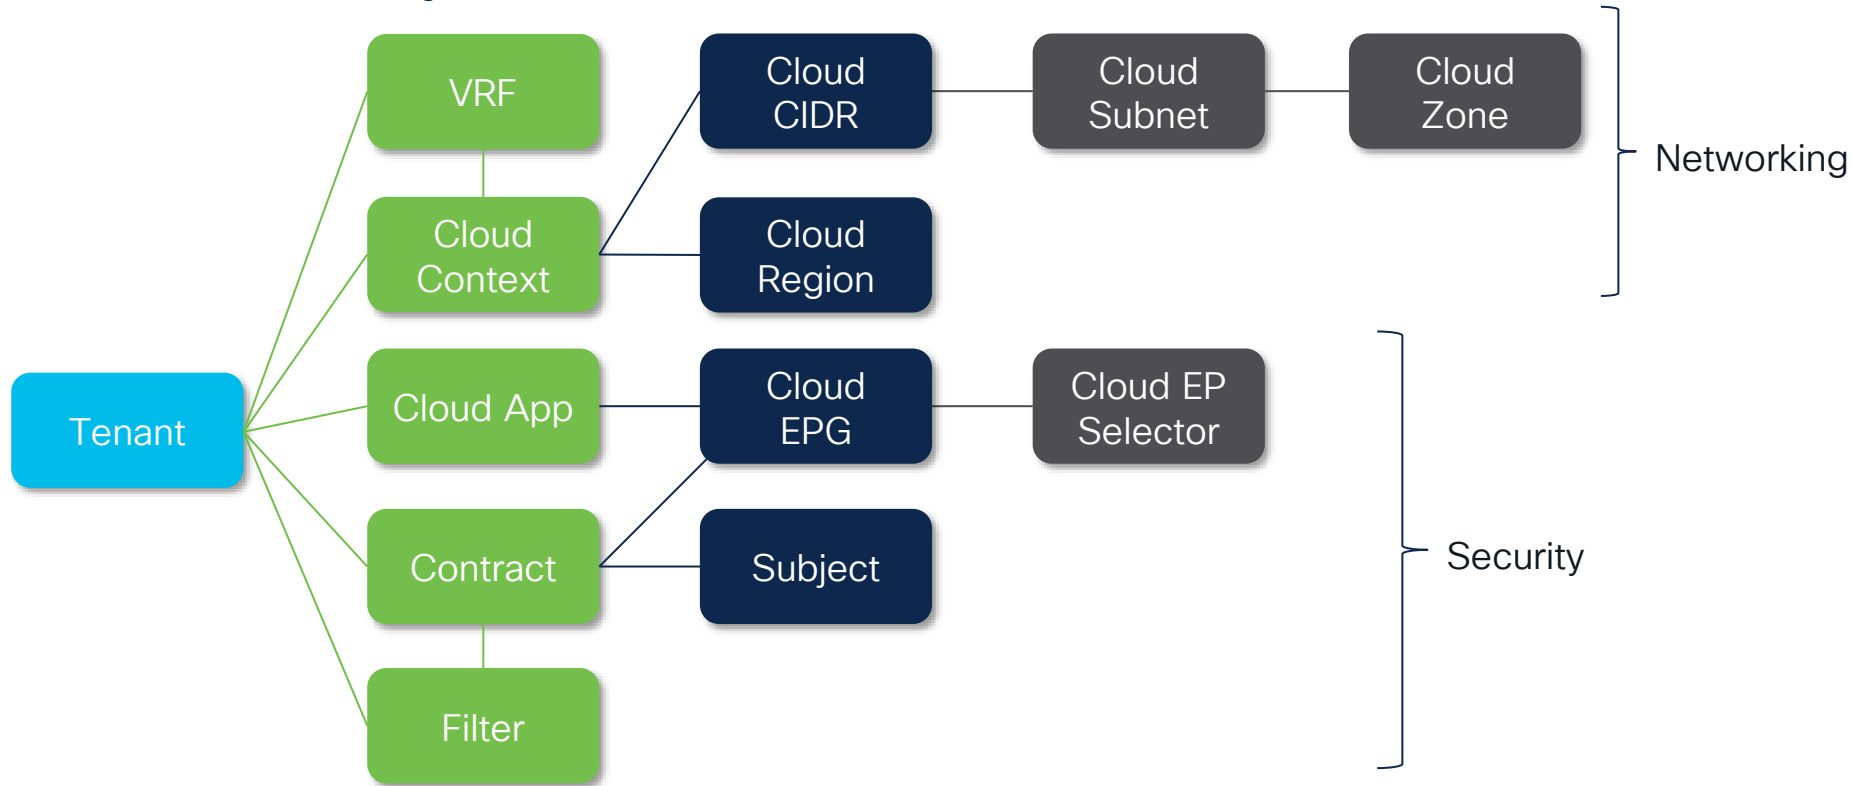 VRF
Cloud
CIDR
Cloud
Subnet
Cloud
Zone
Networking
Cloud
Context
Cloud
Region
Tenant
Cloud App
Cloud
EPG
Cloud EP
Selector
Contract
Subject
Security
Filter